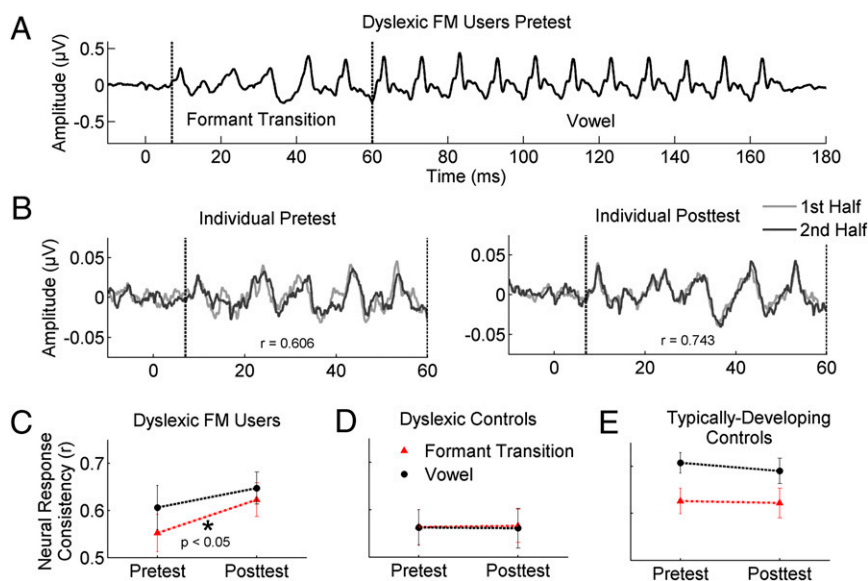 A
Dyslexic FM Users Pretest
Amplitude (µV)
0.5
0
-0.5
Formant Transition
Vowel
0 20 40 60 80 100 120 140 160 180
Time (ms)
B
Individual Pretest
Individual Posttest
1st Half
2nd Half
Amplitude (µV)
0.05
0
-0.05
r = 0.606
0 20 40 60
0.05
0
-0.05
r = 0.743
0 20 40 60
C
Dyslexic FM Users
Neural Response
Consistency (r)
0.7
0.6
0.5
*
p < 0.05
Pretest Posttest
D
Dyslexic Controls
Formant Transition
Vowel
Pretest Posttest
E
Typically-Developing
Controls
Pretest Posttest